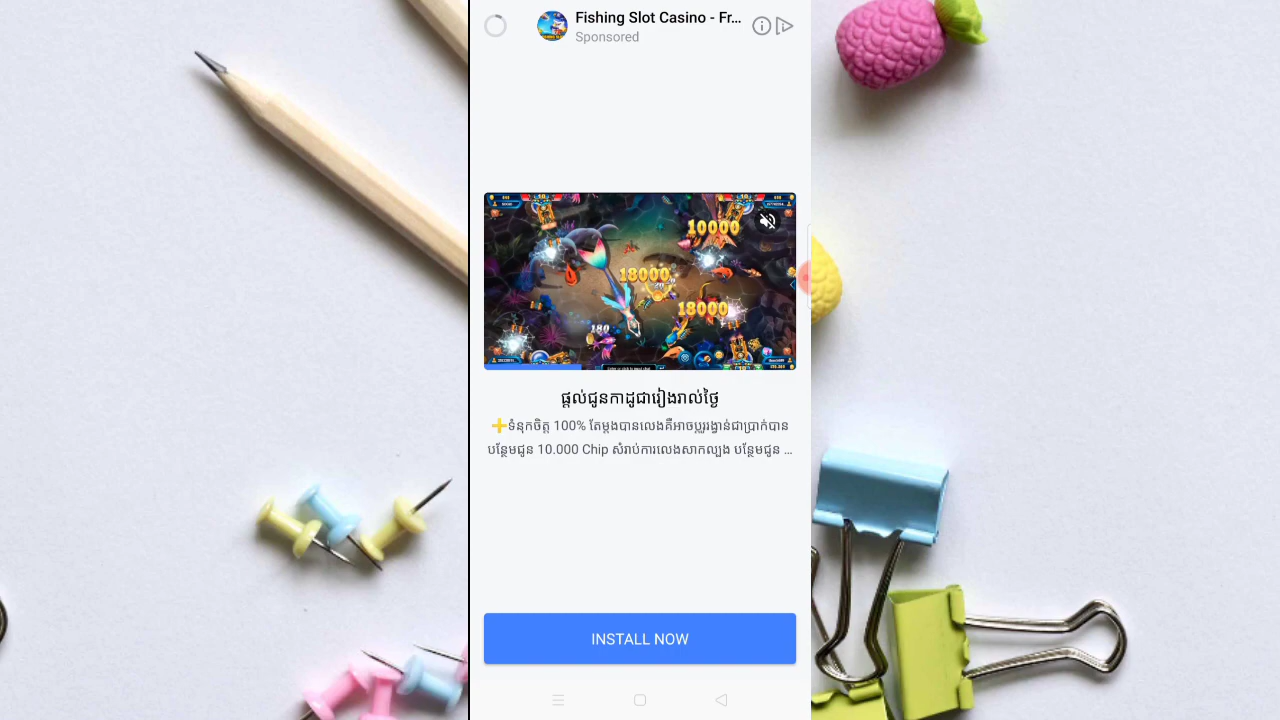 Fishing Slot Casino - Fr...
Sponsored
10000
18000
18000
180
ផ្តល់ជូនកាដូជារៀងរាល់ថ្ងៃ
➕ទំនុកចិត្ត 100% តែម្តងបានលេងគឺអាចប្តូររង្វាន់ជាប្រាក់បាន
បន្ថែមជូន 10.000 Chip សំរាប់ការលេងសាកល្បង បន្ថែមជូន ...
INSTALL NOW